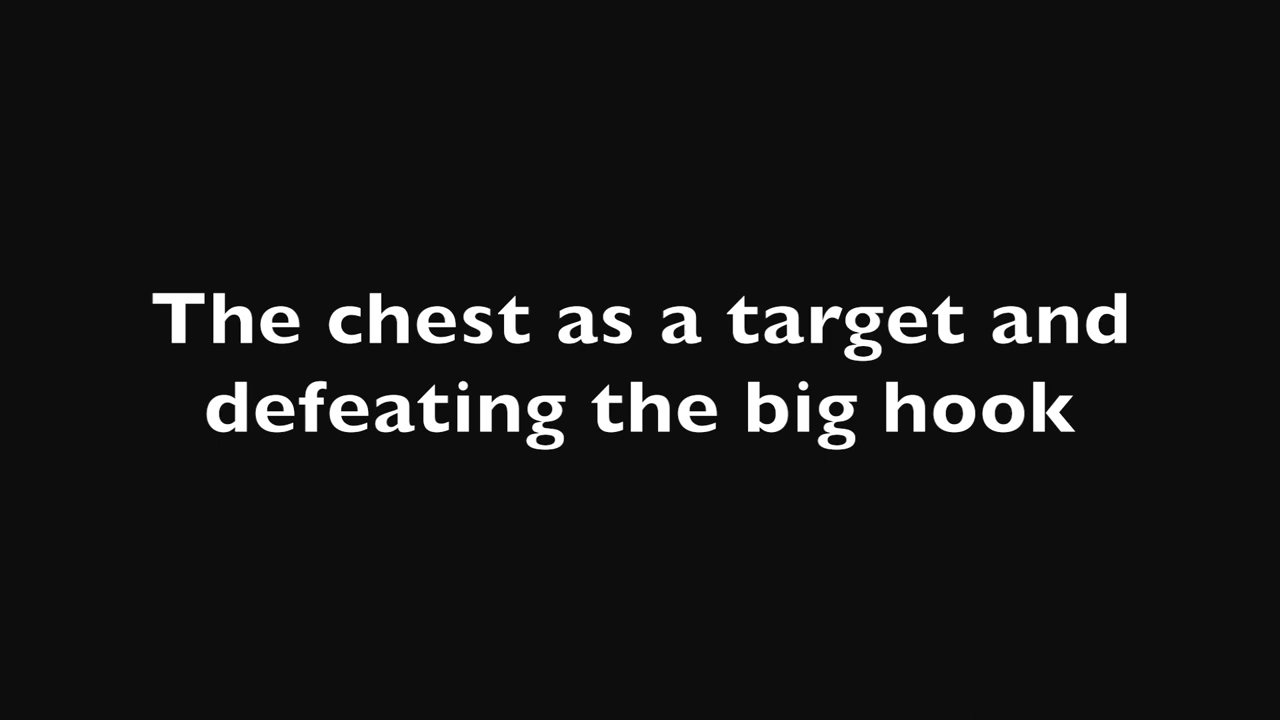 The chest as a target and
defeating the big hook